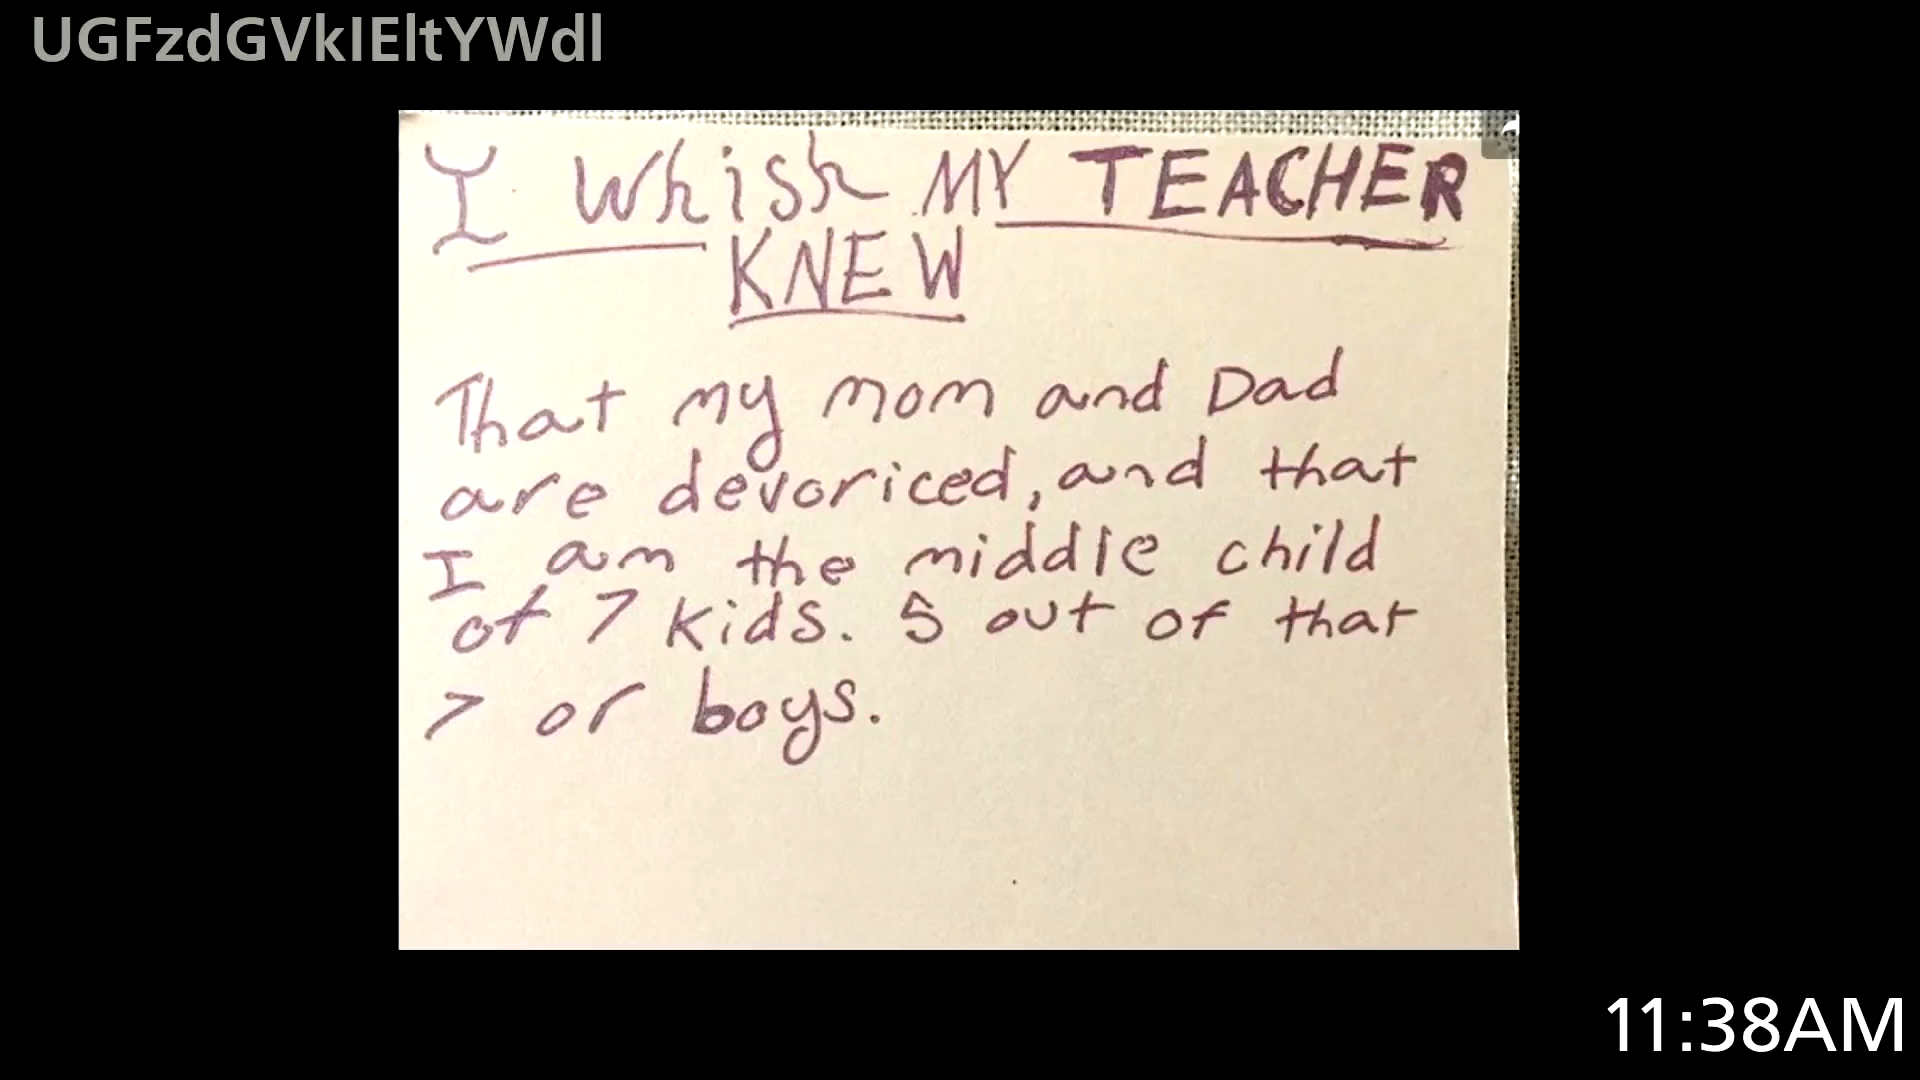 UGFzdGVkIEltYWdl
I Whish MY TEACHER
KNEW
That my mom and Dad
are devoriced, and that
I am the middle child
of 7 kids. 5 out of that
7 or boys.
11:38AM